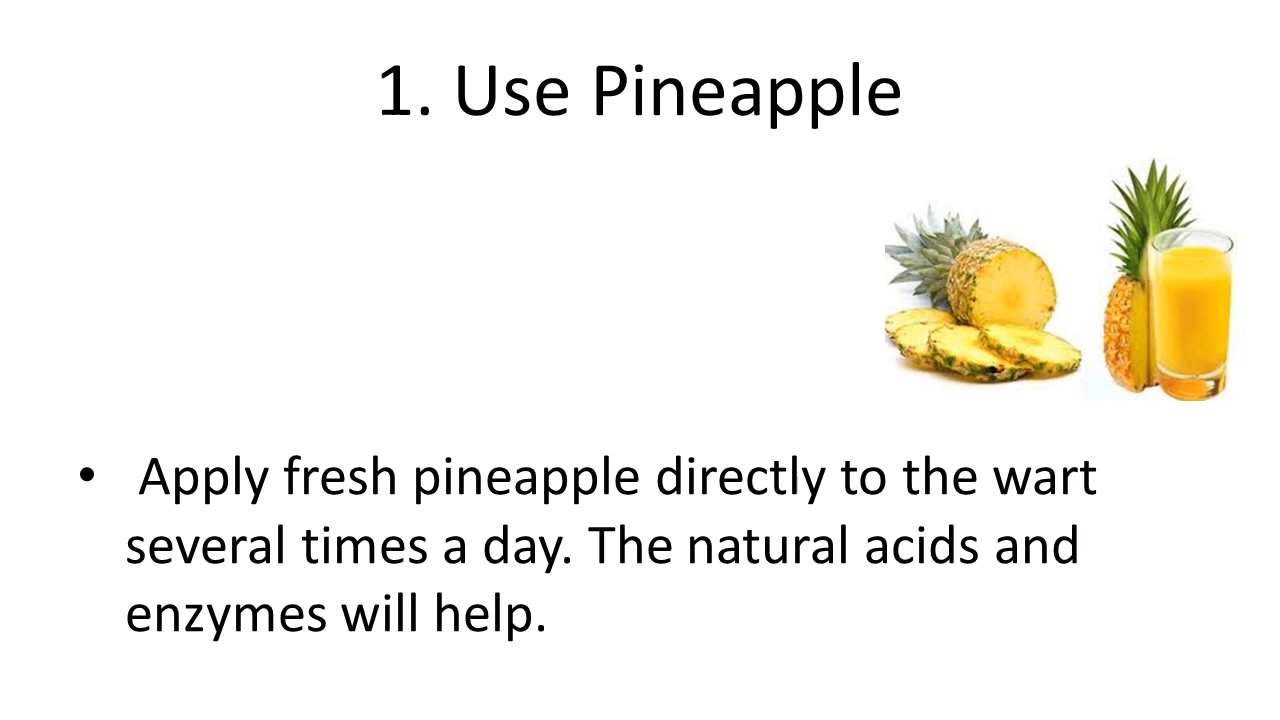 1. Use Pineapple
• Apply fresh pineapple directly to the wart
several times a day. The natural acids and
enzymes will help.